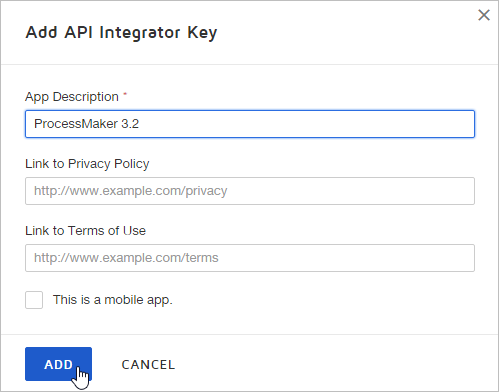 Add API Integrator Key
App Description *
ProcessMaker 3.2
Link to Privacy Policy
http://www.example.com/privacy
Link to Terms of Use
http://www.example.com/terms
This is a mobile app.
ADD CANCEL